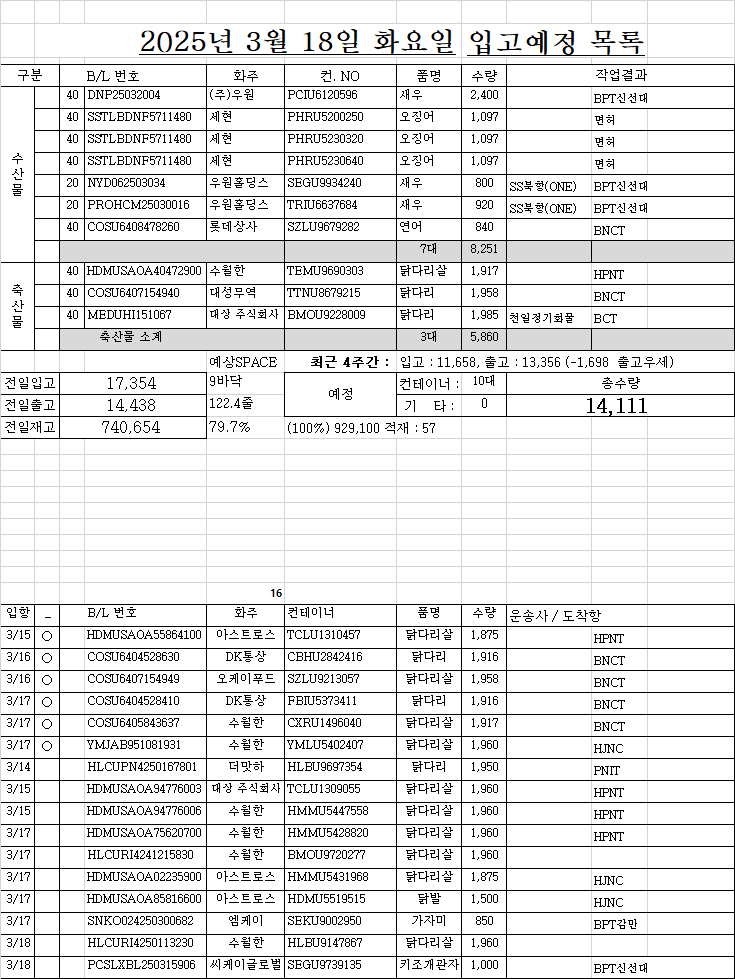 2025년 3월 18일 화요일 입고예정 목록
구분 B/L 번호 화주 컨. NO 품명 수량 작업결과
수산물
40 DNP25032004 (주)우원 PCIU6120596 새우 2,400 BPT신선대
40 SSTLBDNF5711480 세현 PHRU5200250 오징어 1,097 면허
40 SSTLBDNF5711480 세현 PHRU5230320 오징어 1,097 면허
40 SSTLBDNF5711480 세현 PHRU5230640 오징어 1,097 면허
20 NYD062503034 우원홀딩스 SEGU9934240 새우 800 SS북항(ONE) BPT신선대
20 PROHCM25030016 우원홀딩스 TRIU6637684 새우 920 SS북항(ONE) BPT신선대
40 COSU6408478260 롯데상사 SZLU9679282 연어 840 BNCT
7대 8,251
축산물
40 HDMUSAOA40472900 수월한 TEMU9690303 닭다리살 1,917 HPNT
40 COSU6407154940 대성무역 TTNU8679215 닭다리 1,958 BNCT
40 MEDUHI151067 대상 주식회사 BMOU9228009 닭다리 1,985 천일정기화물 BCT
축산물 소계 3대 5,860
예상SPACE 최근 4주간 : 입고 : 11,658, 출고 : 13,356 (-1,698 출고우세)
전일입고 17,354 9바닥 예정 컨테이너 : 10대 총수량
전일출고 14,438 122.4줄 기 타 : 0 14,111
전일재고 740,654 79.7% (100%) 929,100 적재 : 57
16
입항 _ B/L 번호 화주 컨테이너 품명 수량 운송사 / 도착항
3/15 ○ HDMUSAOA55864100 아스트로스 TCLU1310457 닭다리살 1,875 HPNT
3/16 ○ COSU6404528630 DK통상 CBHU2842416 닭다리 1,916 BNCT
3/16 ○ COSU6407154949 오케이푸드 SZLU9213057 닭다리살 1,958 BNCT
3/17 ○ COSU6404528410 DK통상 FBIU5373411 닭다리 1,916 BNCT
3/17 ○ COSU6405843637 수월한 CXRU1496040 닭다리살 1,917 BNCT
3/17 ○ YMJAB951081931 수월한 YMLU5402407 닭다리살 1,960 HJNC
3/14 HLCUPN4250167801 더맛하 HLBU9697354 닭다리 1,950 PNIT
3/15 HDMUSAOA94776003 대상 주식회사 TCLU1309055 닭다리살 1,960 HPNT
3/15 HDMUSAOA94776006 수월한 HMMU5447558 닭다리살 1,960 HPNT
3/17 HDMUSAOA75620700 수월한 HMMU5428820 닭다리살 1,960 HPNT
3/17 HLCURI4241215830 수월한 BMOU9720277 닭다리살 1,960
3/17 HDMUSAOA02235900 아스트로스 HMMU5431968 닭다리살 1,875 HJNC
3/17 HDMUSAOA85816600 아스트로스 HDMU5519515 닭발 1,500 HJNC
3/17 SNKO024250300682 엠케이 SEKU9002950 가자미 850 BPT감만
3/18 HLCURI4250113230 수월한 HLBU9147867 닭다리살 1,960
3/18 PCSLXBL250315906 씨케이글로벌 SEGU9739135 키조개관자 1,000 BPT신선대